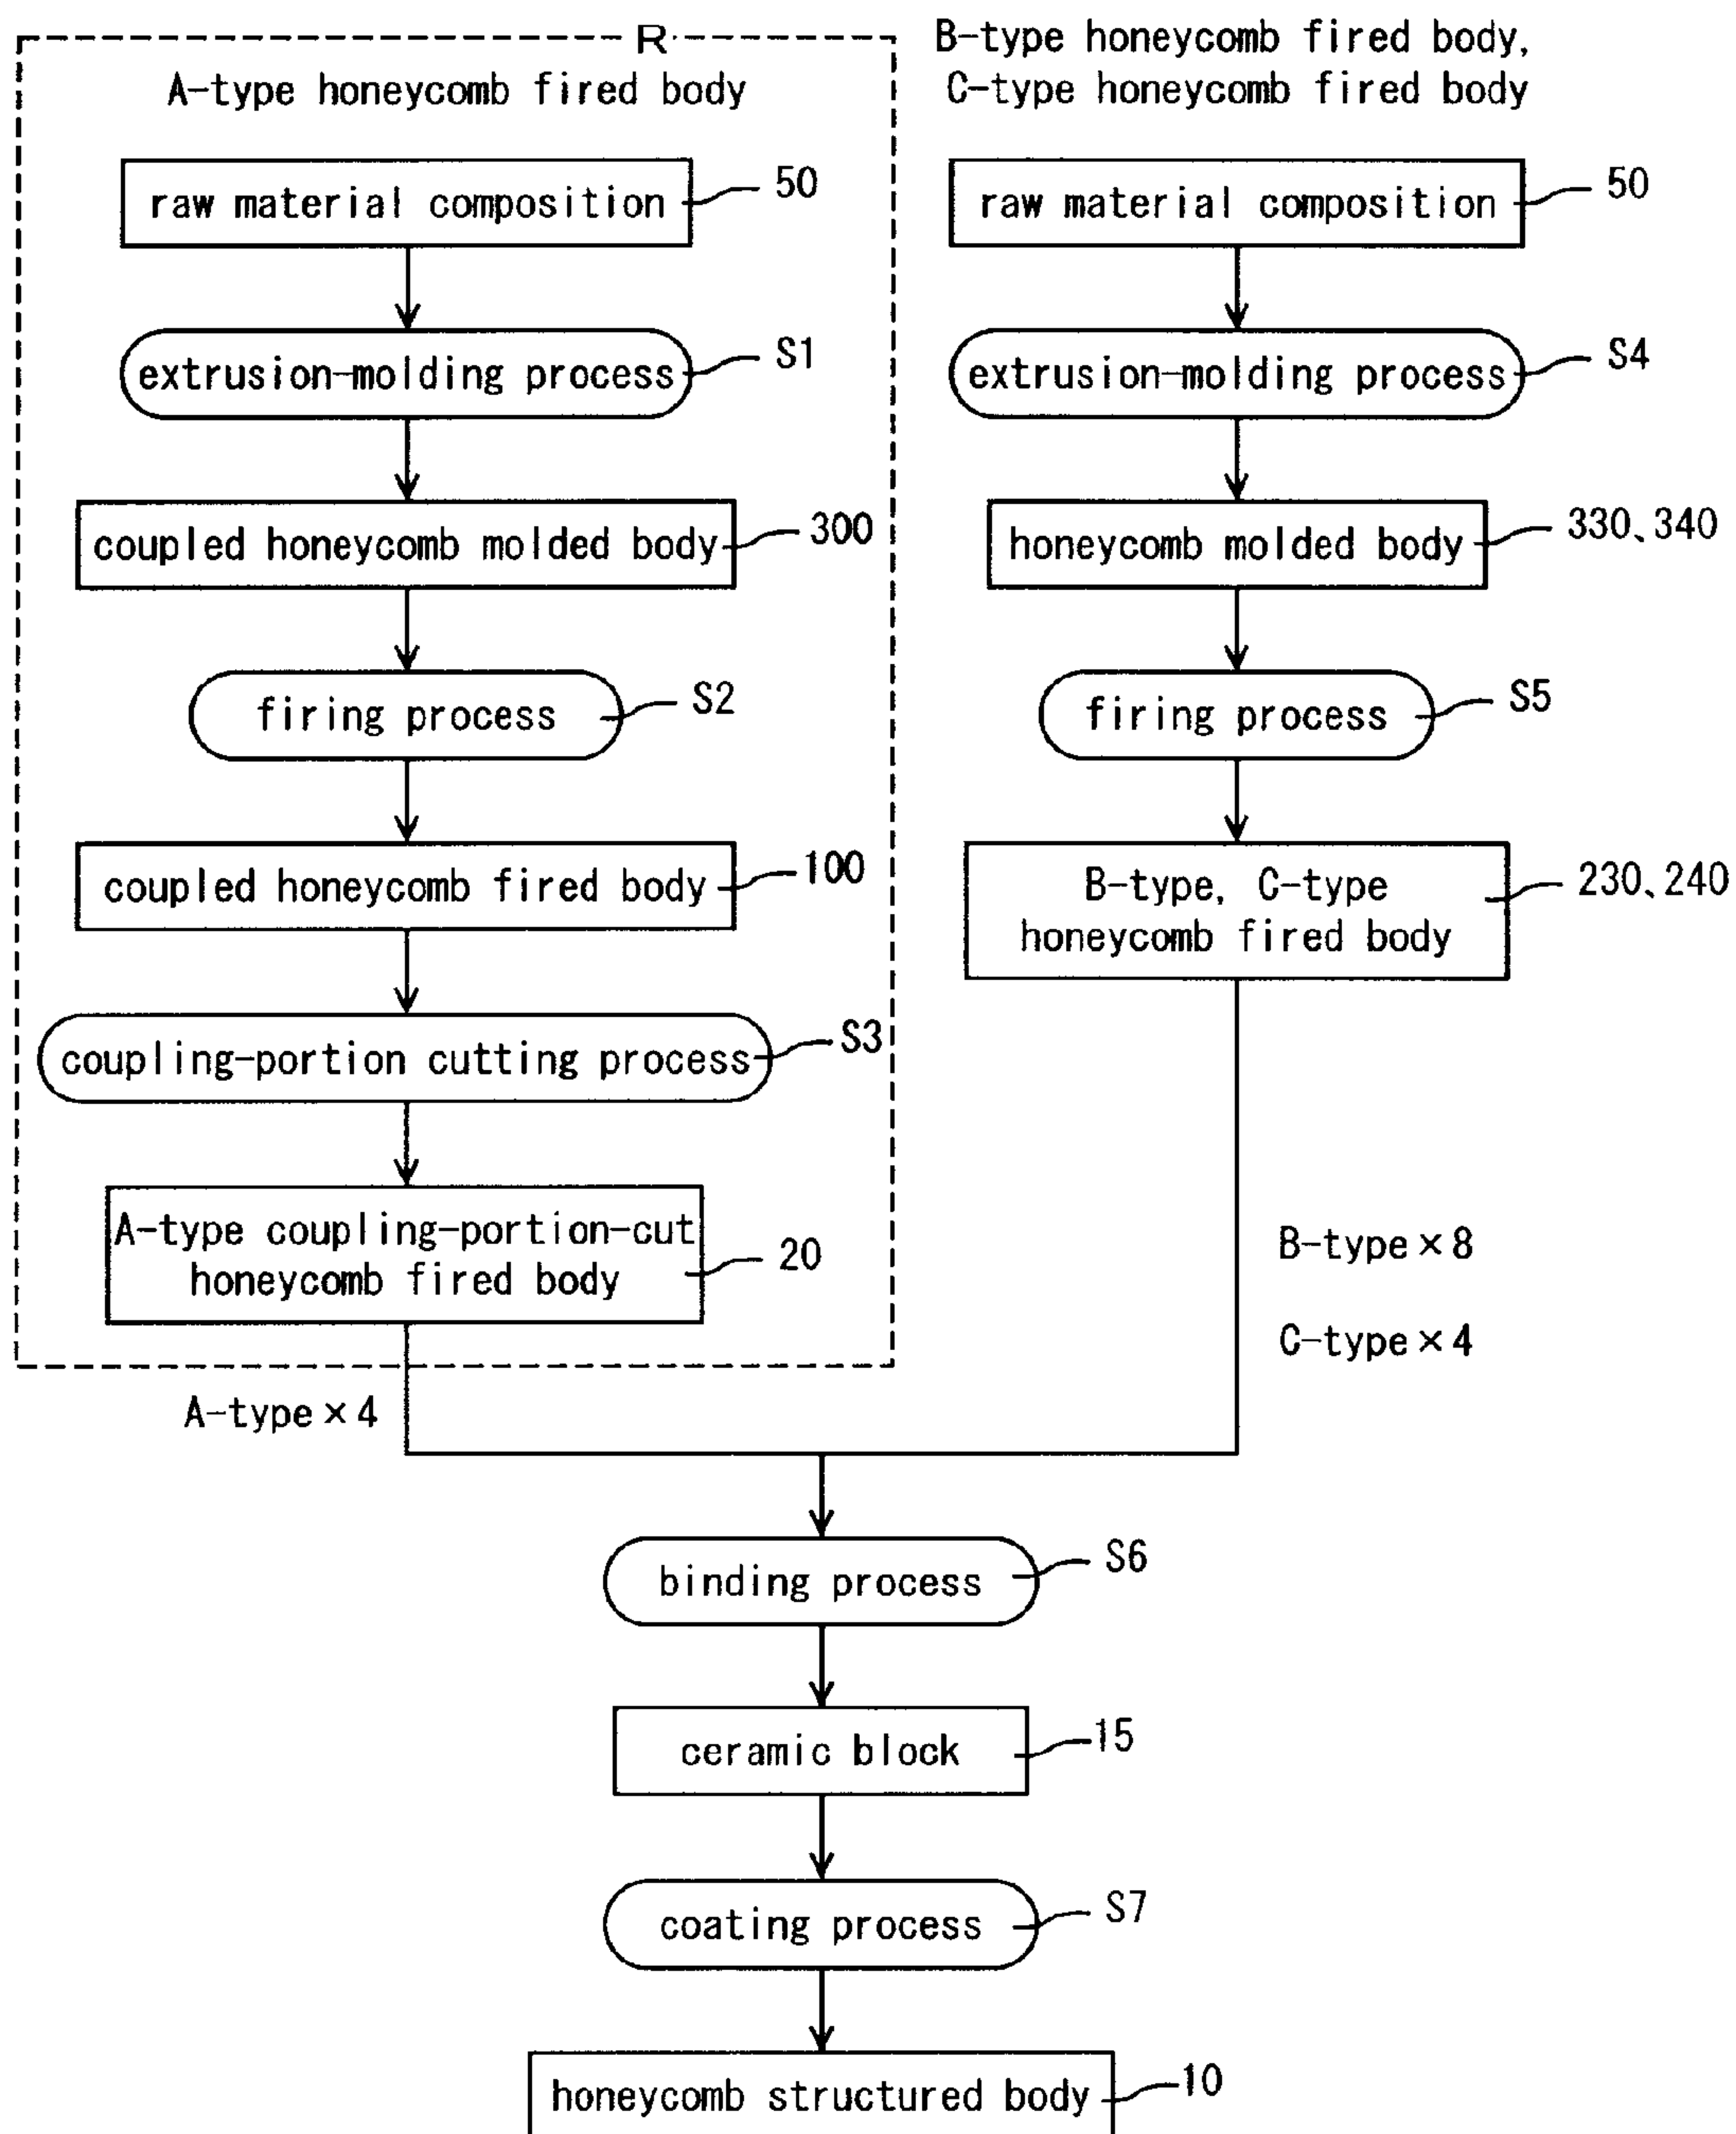 R
A-type honeycomb fired body
raw material composition
50
extrusion-molding process
S1
coupled honeycomb molded body
300
firing process
S2
coupled honeycomb fired body
100
coupling-portion cutting process
S3
A-type coupling-portion-cut
honeycomb fired body
20
A-type×4
B-type honeycomb fired body,
C-type honeycomb fired body
raw material composition
50
extrusion-molding process
S4
honeycomb molded body
330、340
firing process
S5
B-type, C-type
honeycomb fired body
230、240
B-type×8
C-type×4
binding process
S6
ceramic block
15
coating process
S7
honeycomb structured body
10